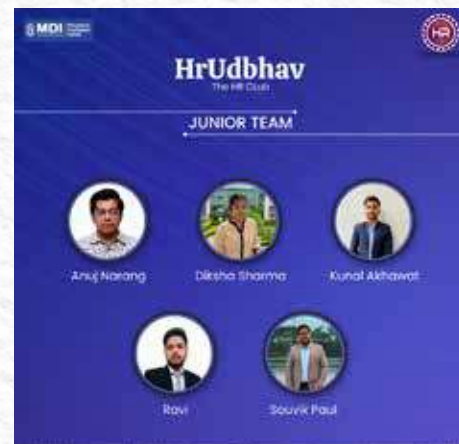 MDI
HR
HrUdbhav
The HR Club
JUNIOR TEAM
Anuj Narang
Diksha Sharma
Kunal Akhawat
Ravi
Souvik Paul